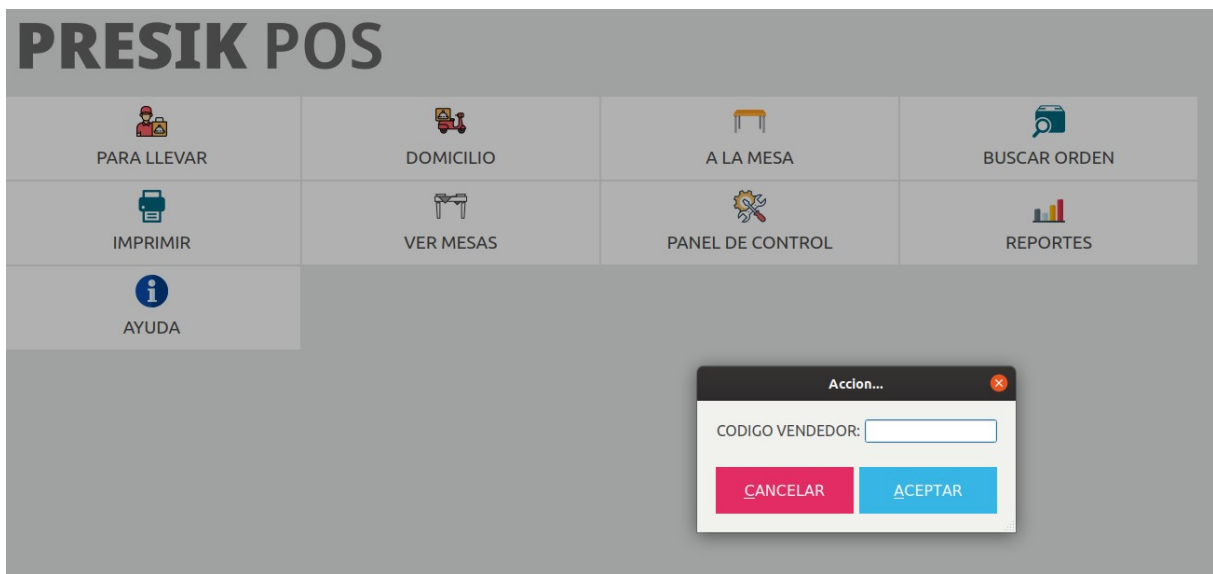 PRESIK POS
PARA LLEVAR
DOMICILIO
A LA MESA
BUSCAR ORDEN
IMPRIMIR
VER MESAS
PANEL DE CONTROL
REPORTES
AYUDA
Accion...
CODIGO VENDEDOR:
CANCELAR
ACEPTAR